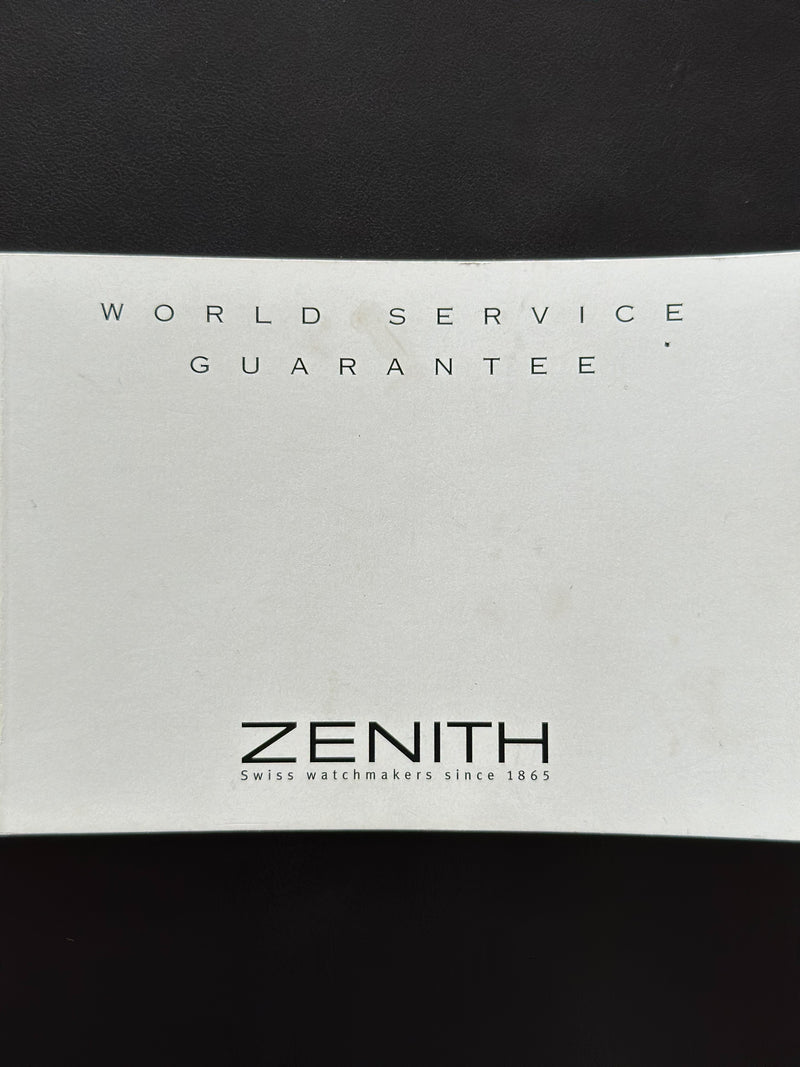 WORLD SERVICE
GUARANTEE
ZENITH
Swiss watchmakers since 1865